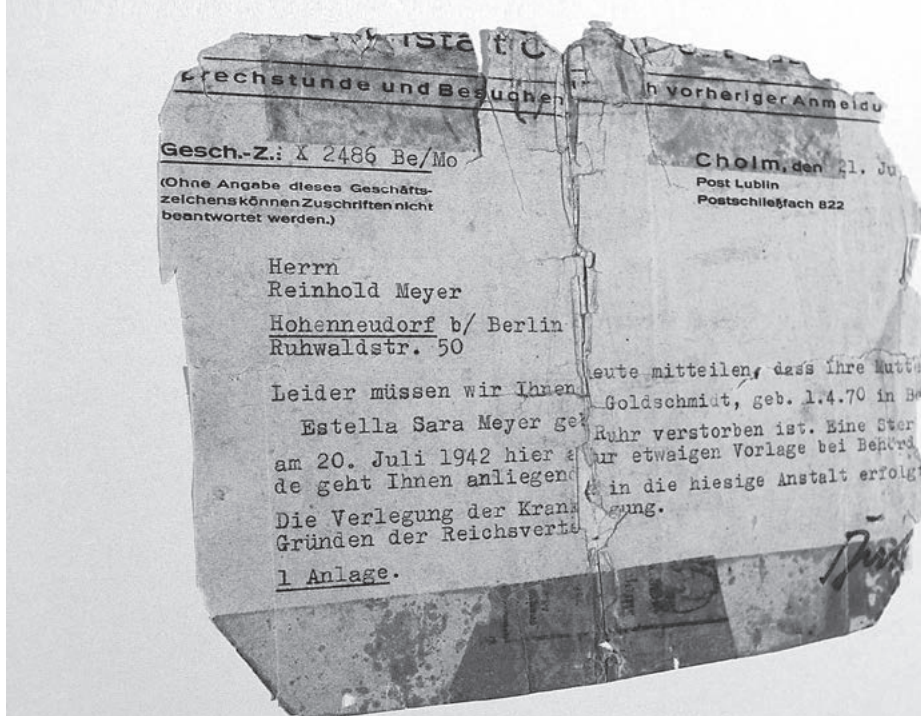 rechstunde und Besuche h vorheriger Anmeldu
Gesch.-Z.: X 2486 Be/Mo
(Ohne Angabe dieses Geschäfts-
zeichens können Zuschriften nicht
beantwortet werden.)
Cholm, den 21. Ju
Post Lublin
Postschließfach 822
Herrn
Reinhold Meyer
Hohenneudorf b/ Berlin
Ruhwaldstr. 50
Leider müssen wir Ihnen eute mitteilen, dass Ihre Mutte
Estella Sara Meyer ge Goldschmidt, geb. 1.4.70 in Be
am 20. Juli 1942 hier a Ruhr verstorben ist. Eine Ster
de geht Ihnen anliegend ur etwaigen Vorlage bei Behörd
Die Verlegung der Kran in die hiesige Anstalt erfolgt
Gründen der Reichsverte gung.
1 Anlage.